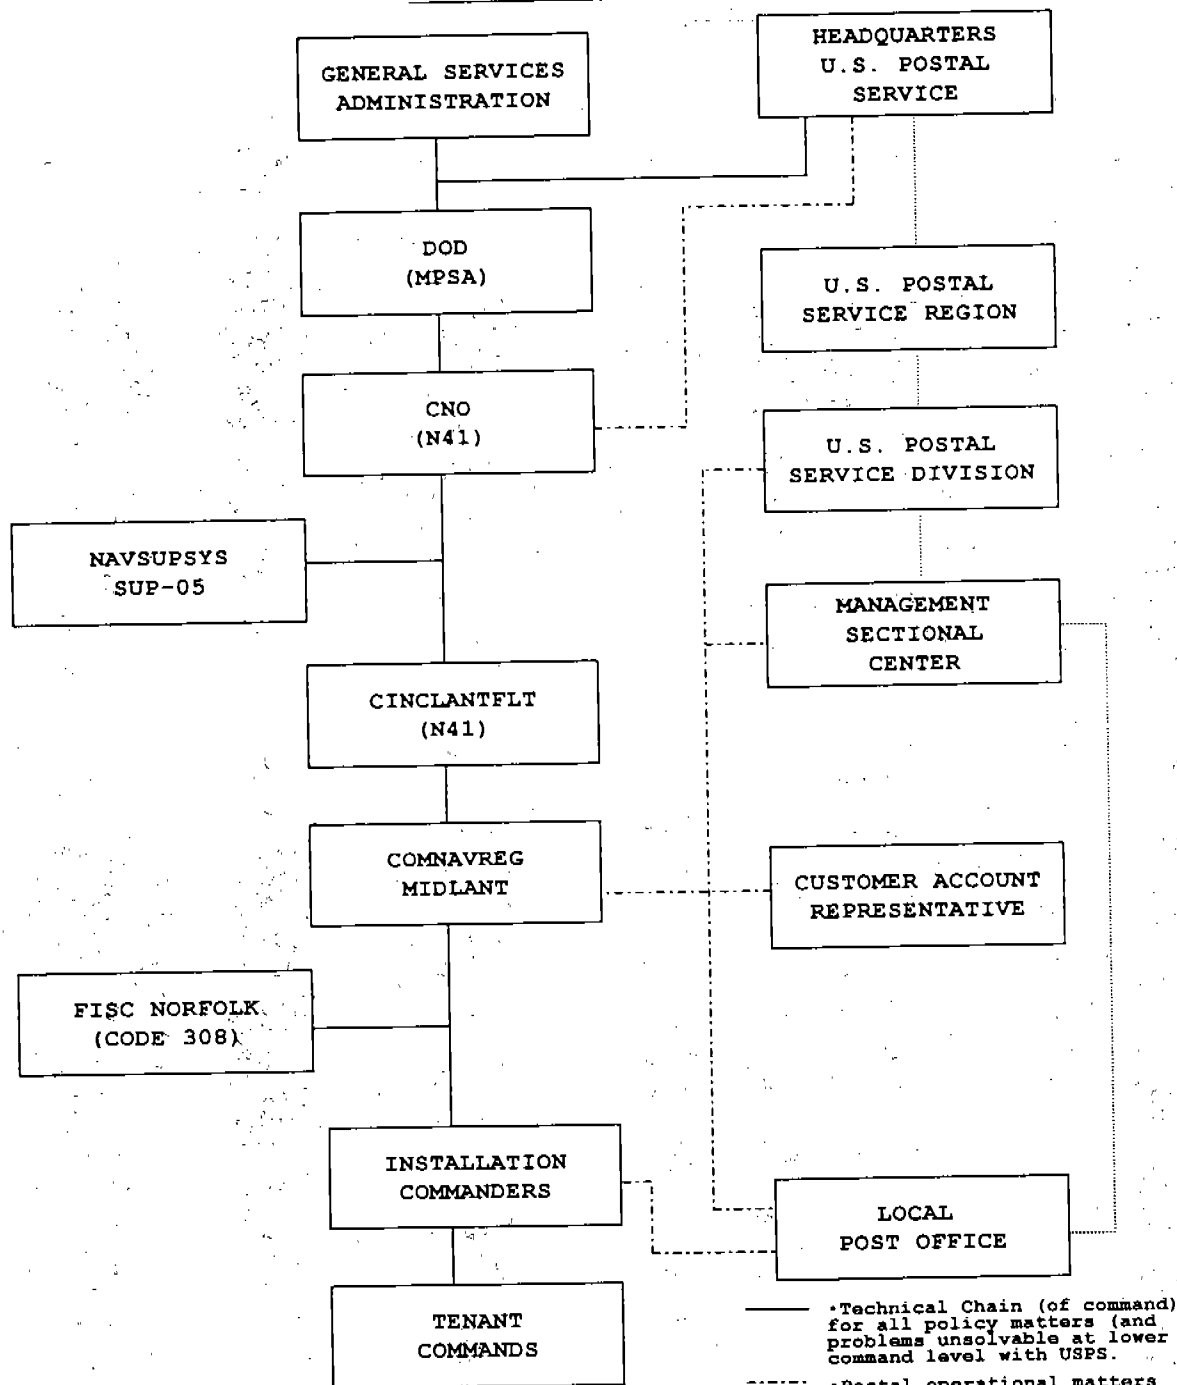 GENERAL SERVICES
ADMINISTRATION
HEADQUARTERS
U.S. POSTAL
SERVICE
DOD
(MPSA)
U.S. POSTAL
SERVICE REGION
CNO
(N41)
U.S. POSTAL
SERVICE DIVISION
NAVSUPSYS
SUP-05
MANAGEMENT
SECTIONAL
CENTER
CINCLANTFLT
(N41)
COMNAVREG
MIDLANT
CUSTOMER ACCOUNT
REPRESENTATIVE
FISC NORFOLK
(CODE 308)
INSTALLATION
COMMANDERS
LOCAL
POST OFFICE
TENANT
COMMANDS
•Technical Chain (of command)
for all policy matters (and
problems unsolvable at lower
command level with USPS.
•Postal operational matters